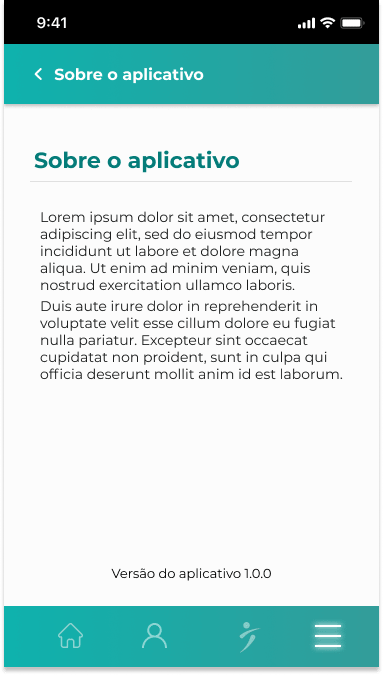 9:41
Sobre o aplicativo
Sobre o aplicativo
Lorem ipsum dolor sit amet, consectetur
adipiscing elit, sed do eiusmod tempor
incididunt ut labore et dolore magna
aliqua. Ut enim ad minim veniam, quis
nostrud exercitation ullamco laboris.
Duis aute irure dolor in reprehenderit in
voluptate velit esse cillum dolore eu fugiat
nulla pariatur. Excepteur sint occaecat
cupidatat non proident, sunt in culpa qui
officia deserunt mollit anim id est laborum.
Versão do aplicativo 1.0.0